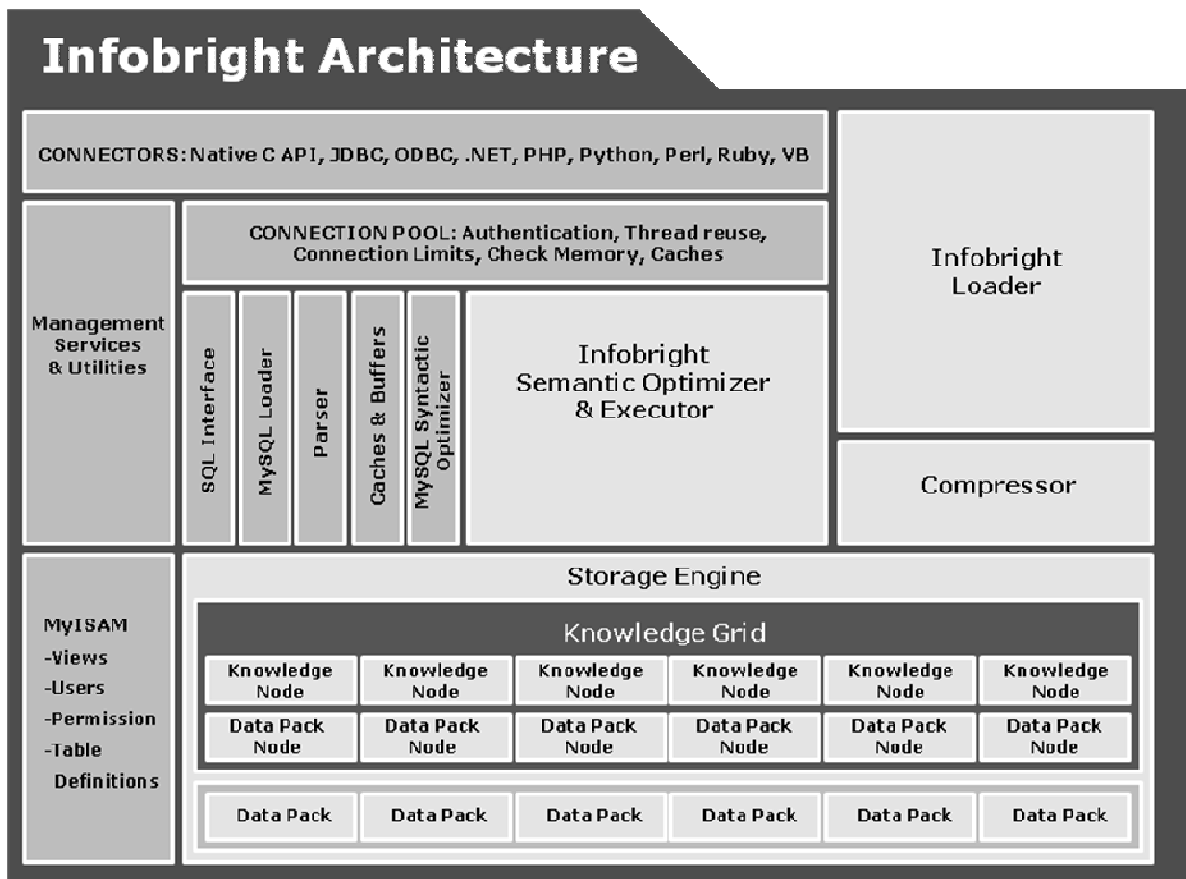 Infobright Architecture
CONNECTORS: Native C API, JDBC, ODBC, .NET, PHP, Python, Perl, Ruby, VB
Infobright
Loader
Management
Services
& Utilities
CONNECTION POOL: Authentication, Thread reuse,
Connection Limits, Check Memory, Caches
SQL Interface
MySQL Loader
Parser
Caches & Buffers
MySQL Syntactic
Optimizer
Infobright
Semantic Optimizer
& Executor
Compressor
MyISAM
-Views
-Users
-Permission
-Table
Definitions
Storage Engine
Knowledge Grid
Knowledge
Node
Knowledge
Node
Knowledge
Node
Knowledge
Node
Knowledge
Node
Knowledge
Node
Data Pack
Node
Data Pack
Node
Data Pack
Node
Data Pack
Node
Data Pack
Node
Data Pack
Node
Data Pack
Data Pack
Data Pack
Data Pack
Data Pack
Data Pack